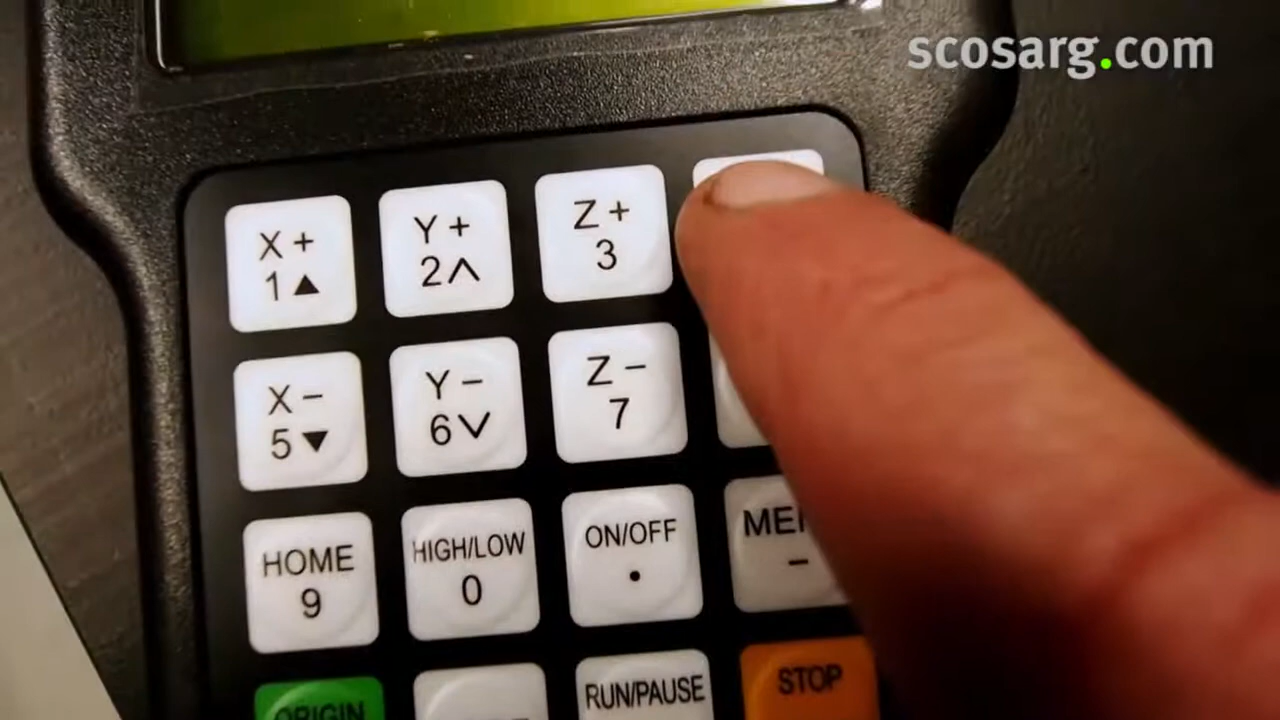 scosarg.com
X+
1▲
Y+
2∧
Z+
3
X-
5▼
Y-
6∨
Z-
7
HOME
9
HIGH/LOW
0
ON/OFF
•
-
ORIGIN
RUN/PAUSE
STOP